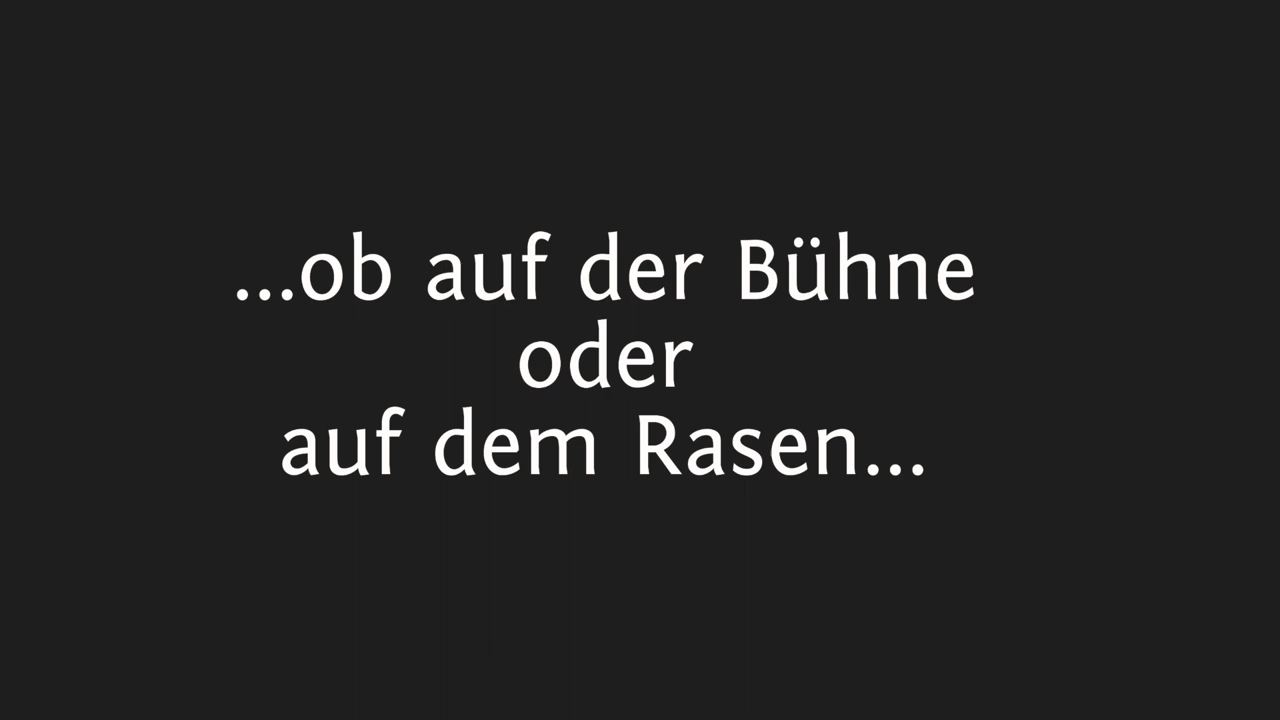 ...ob auf der Bühne
oder
auf dem Rasen...